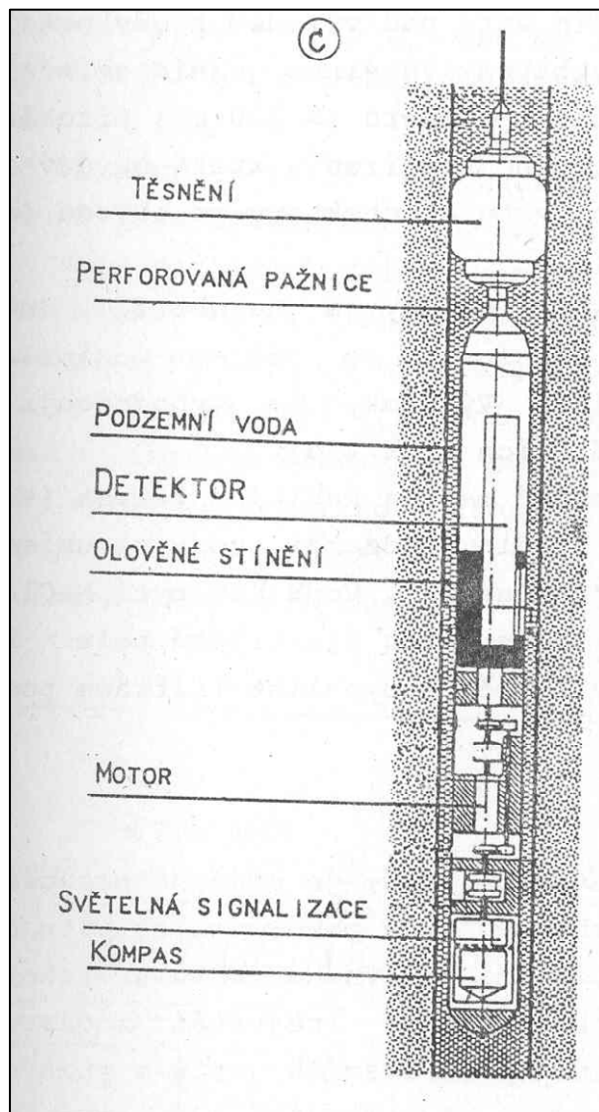 C
TĚSNĚNÍ
PERFOROVANÁ PAŽNICE
PODZEMNÍ VODA
DETEKTOR
OLOVĚNÉ STÍNĚNÍ
MOTOR
SVĚTELNÁ SIGNALIZACE
KOMPAS